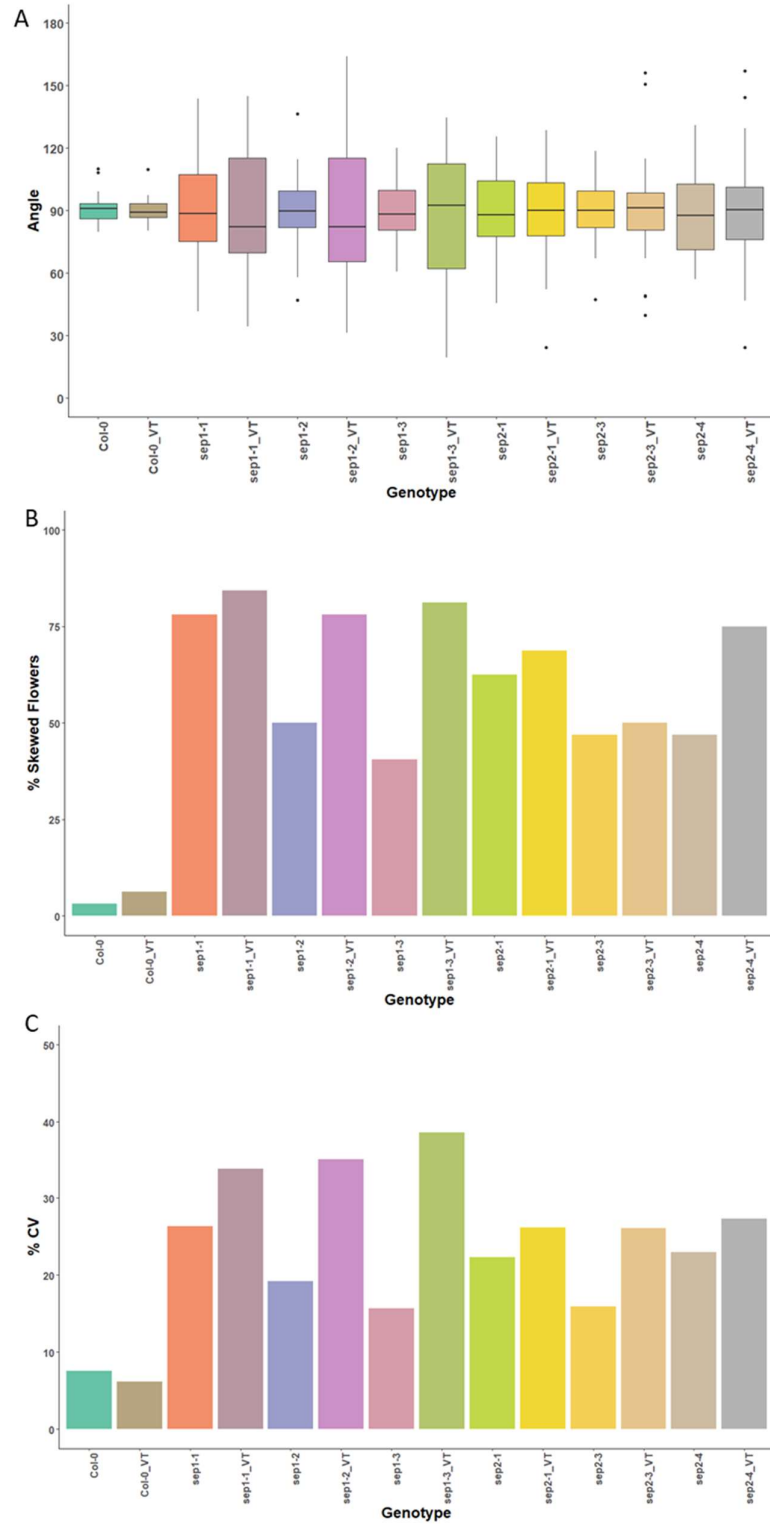 A
180
150
120
90
60
30
0
Angle
Col-0
Col-0_VT
sep1-1
sep1-1_VT
sep1-2
sep1-2_VT
sep1-3
sep1-3_VT
sep2-1
sep2-1_VT
sep2-3
sep2-3_VT
sep2-4
sep2-4_VT
Genotype
B
100
75
50
25
0
% Skewed Flowers
Col-0
Col-0_VT
sep1-1
sep1-1_VT
sep1-2
sep1-2_VT
sep1-3
sep1-3_VT
sep2-1
sep2-1_VT
sep2-3
sep2-3_VT
sep2-4
sep2-4_VT
Genotype
C
50
40
30
20
10
0
% CV
Col-0
Col-0_VT
sep1-1
sep1-1_VT
sep1-2
sep1-2_VT
sep1-3
sep1-3_VT
sep2-1
sep2-1_VT
sep2-3
sep2-3_VT
sep2-4
sep2-4_VT
Genotype